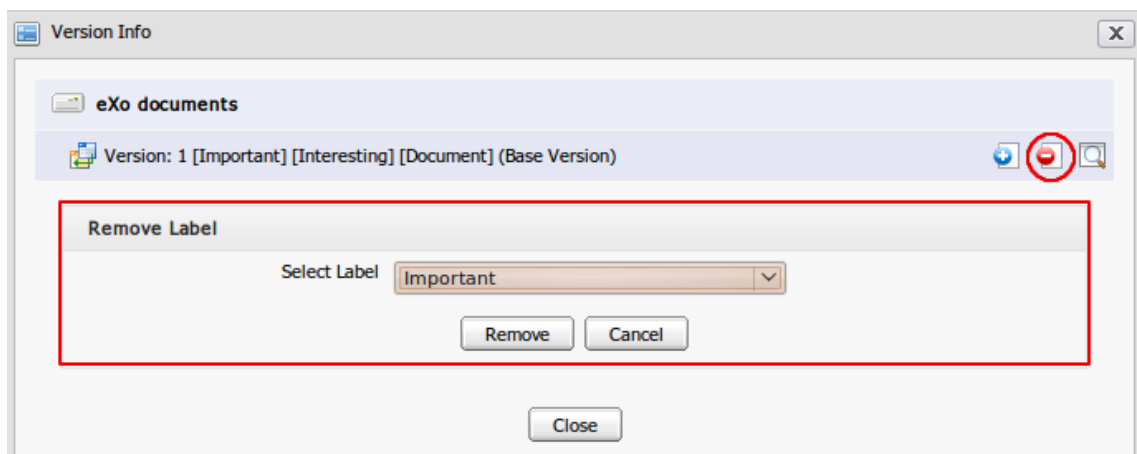 Version Info
eXo documents
Version: 1 [Important] [Interesting] [Document] (Base Version)
Remove Label
Select Label Important
Remove Cancel
Close